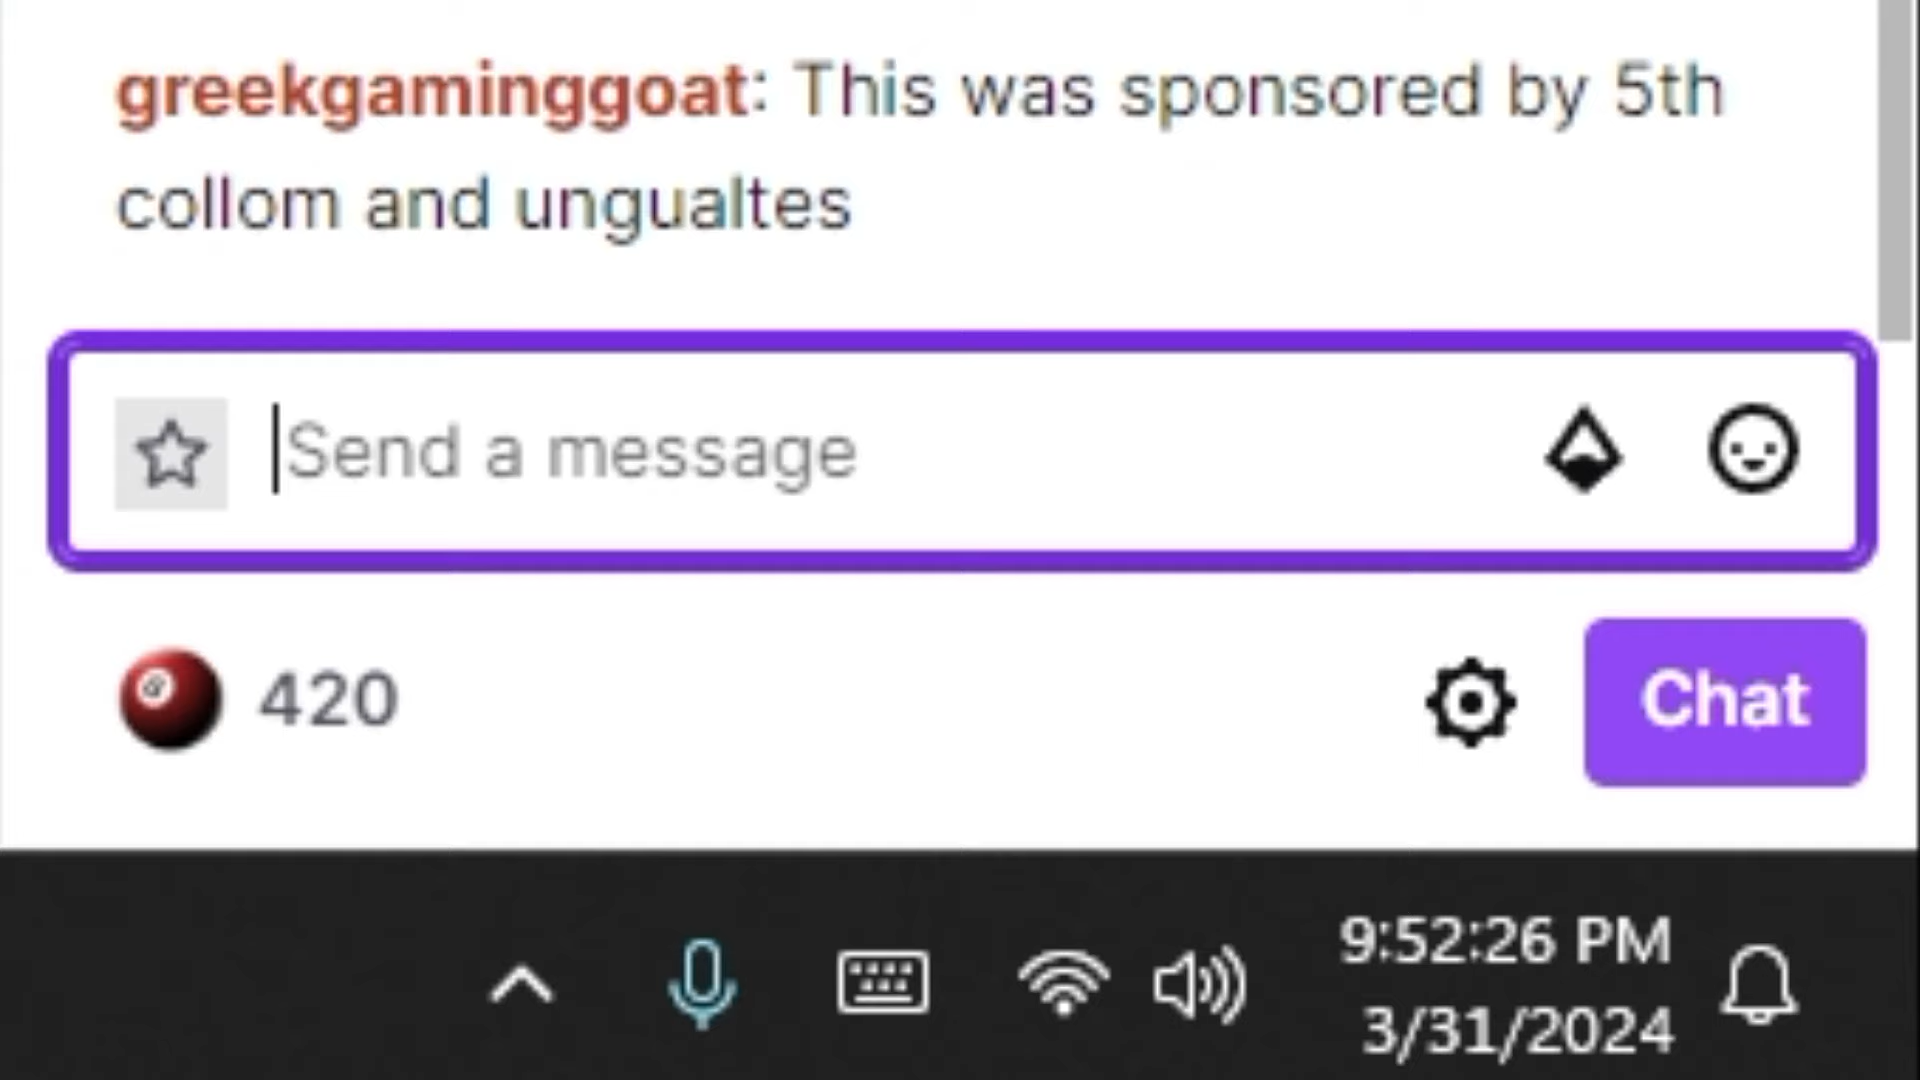 greekgaminggoat: This was sponsored by 5th
collom and ungualtes
Send a message
420
Chat
9:52:26 PM
3/31/2024